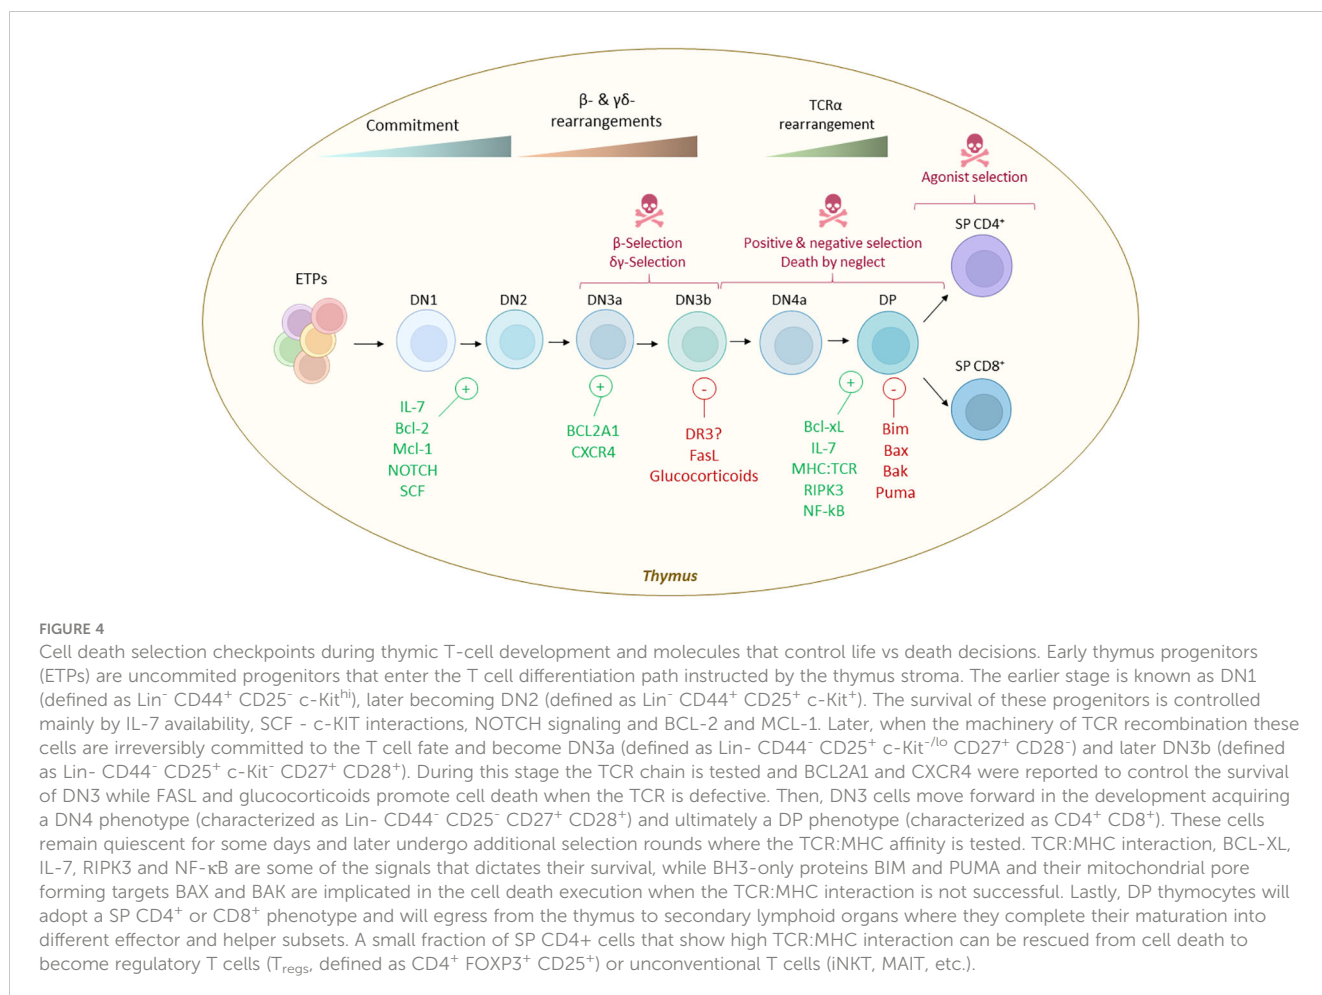 Commitment
β- & γδ-
rearrangements
TCRα
rearrangement
Agonist selection
β-Selection
δγ-Selection
Positive & negative selection
Death by neglect
SP CD4⁺
ETPs
DN1
DN2
DN3a
DN3b
DN4a
DP
SP CD8⁺
+
+
-
+
-
IL-7
Bcl-2
Mcl-1
NOTCH
SCF
BCL2A1
CXCR4
DR3?
FasL
Glucocorticoids
Bcl-xL
IL-7
MHC:TCR
RIPK3
NF-kB
Bim
Bax
Bak
Puma
Thymus
FIGURE 4
Cell death selection checkpoints during thymic T-cell development and molecules that control life vs death decisions. Early thymus progenitors
(ETPs) are uncommited progenitors that enter the T cell differentiation path instructed by the thymus stroma. The earlier stage is known as DN1
(defined as Lin⁻ CD44⁺ CD25⁻ c-Kitʰⁱ), later becoming DN2 (defined as Lin⁻ CD44⁺ CD25⁺ c-Kit⁺). The survival of these progenitors is controlled
mainly by IL-7 availability, SCF - c-KIT interactions, NOTCH signaling and BCL-2 and MCL-1. Later, when the machinery of TCR recombination these
cells are irreversibly committed to the T cell fate and become DN3a (defined as Lin- CD44⁻ CD25⁺ c-Kit⁻/ˡᵒ CD27⁺ CD28⁻) and later DN3b (defined
as Lin- CD44⁻ CD25⁺ c-Kit⁻ CD27⁺ CD28⁺). During this stage the TCR chain is tested and BCL2A1 and CXCR4 were reported to control the survival
of DN3 while FASL and glucocorticoids promote cell death when the TCR is defective. Then, DN3 cells move forward in the development acquiring
a DN4 phenotype (characterized as Lin- CD44⁻ CD25⁻ CD27⁺ CD28⁺) and ultimately a DP phenotype (characterized as CD4⁺ CD8⁺). These cells
remain quiescent for some days and later undergo additional selection rounds where the TCR:MHC affinity is tested. TCR:MHC interaction, BCL-XL,
IL-7, RIPK3 and NF-κB are some of the signals that dictates their survival, while BH3-only proteins BIM and PUMA and their mitochondrial pore
forming targets BAX and BAK are implicated in the cell death execution when the TCR:MHC interaction is not successful. Lastly, DP thymocytes will
adopt a SP CD4⁺ or CD8⁺ phenotype and will egress from the thymus to secondary lymphoid organs where they complete their maturation into
different effector and helper subsets. A small fraction of SP CD4+ cells that show high TCR:MHC interaction can be rescued from cell death to
become regulatory T cells (Tregs, defined as CD4⁺ FOXP3⁺ CD25⁺) or unconventional T cells (iNKT, MAIT, etc.).